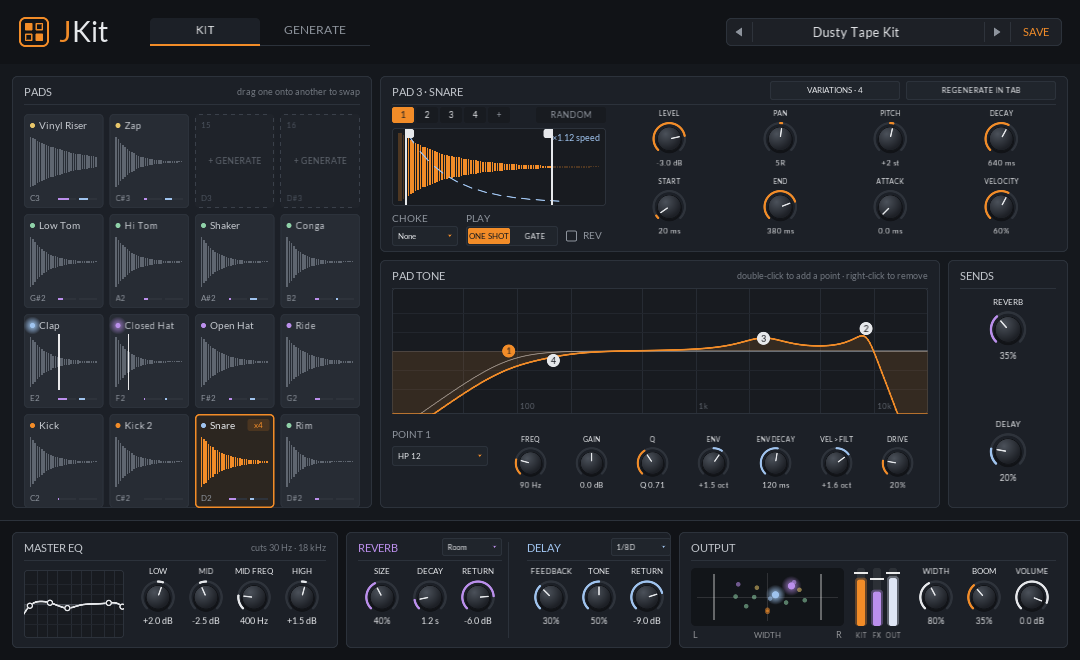 JKit
KIT
GENERATE
Dusty Tape Kit
SAVE
PADS
drag one onto another to swap
Vinyl Riser
Zap
15
16
+ GENERATE
+ GENERATE
C3
C#3
D3
D#3
Low Tom
Hi Tom
Shaker
Conga
G#2
A2
A#2
B2
Clap
Closed Hat
Open Hat
Ride
E2
F2
F#2
G2
Kick
Kick 2
Snare
x4
Rim
C2
C#2
D2
D#2
PAD 3 · SNARE
VARIATIONS · 4
REGENERATE IN TAB
1
2
3
4
+
RANDOM
×1.12 speed
CHOKE
PLAY
None
ONE SHOT
GATE
REV
LEVEL
PAN
PITCH
DECAY
-3.0 dB
5R
+2 st
640 ms
START
END
ATTACK
VELOCITY
20 ms
380 ms
0.0 ms
60%
PAD TONE
double-click to add a point · right-click to remove
1
4
3
2
100
1k
10k
POINT 1
HP 12
FREQ
GAIN
Q
ENV
ENV DECAY
VEL > FILT
DRIVE
90 Hz
0.0 dB
Q 0.71
+1.5 oct
120 ms
+1.6 oct
20%
SENDS
REVERB
35%
DELAY
20%
MASTER EQ
cuts 30 Hz · 18 kHz
LOW
MID
MID FREQ
HIGH
+2.0 dB
-2.5 dB
400 Hz
+1.5 dB
REVERB
Room
SIZE
DECAY
RETURN
40%
1.2 s
-6.0 dB
DELAY
1/8D
FEEDBACK
TONE
RETURN
30%
50%
-9.0 dB
OUTPUT
L
WIDTH
R
KIT
FX
OUT
WIDTH
BOOM
VOLUME
80%
35%
0.0 dB